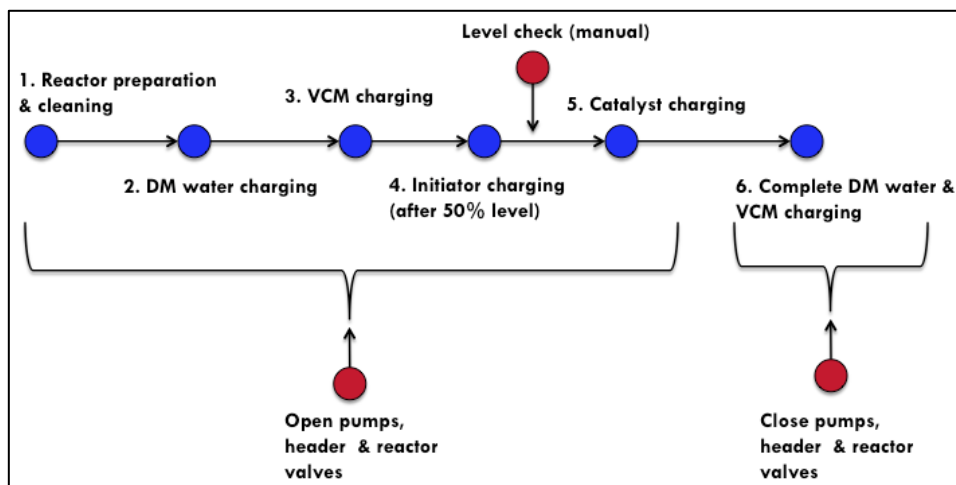 Level check (manual)
1. Reactor preparation
& cleaning
3. VCM charging
5. Catalyst charging
2. DM water charging
4. Initiator charging
(after 50% level)
6. Complete DM water &
VCM charging
Open pumps,
header & reactor
valves
Close pumps,
header & reactor
valves